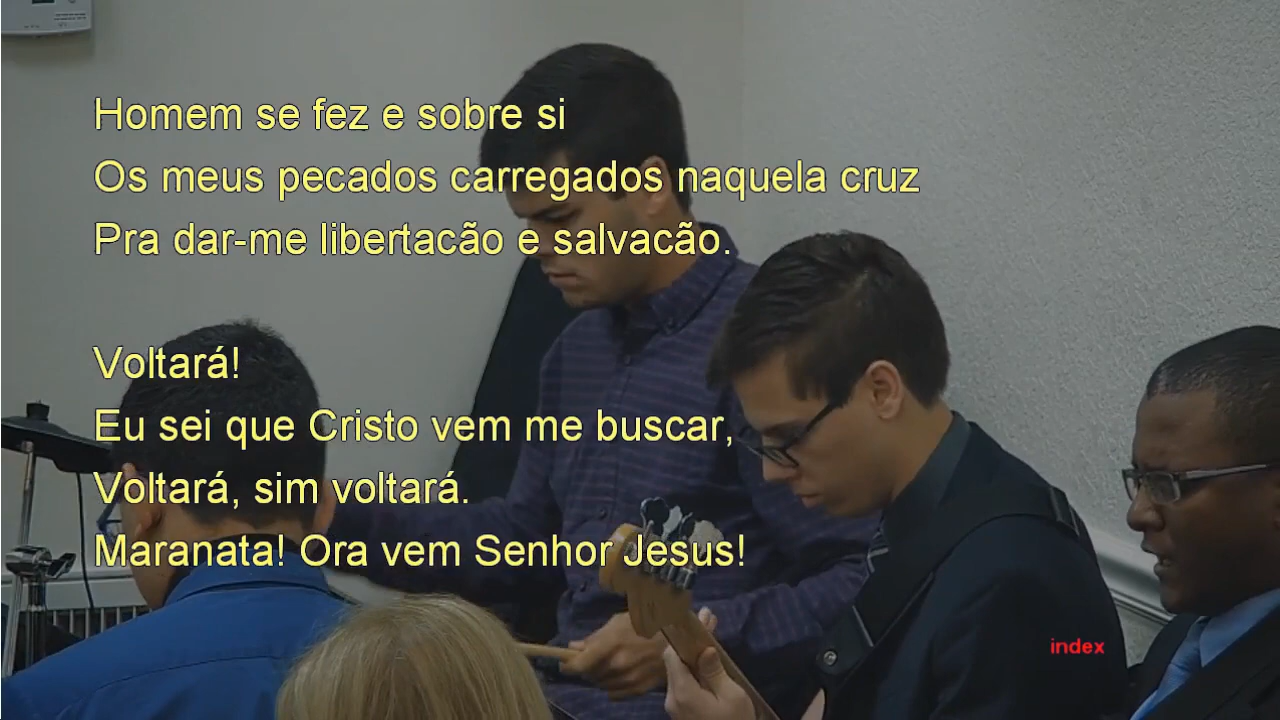 Homem se fez e sobre si
Os meus pecados carregados naquela cruz
Pra dar-me libertacão e salvacão.
Voltará!
Eu sei que Cristo vem me buscar,
Voltará, sim voltará.
Maranata! Ora vem Senhor Jesus!
index